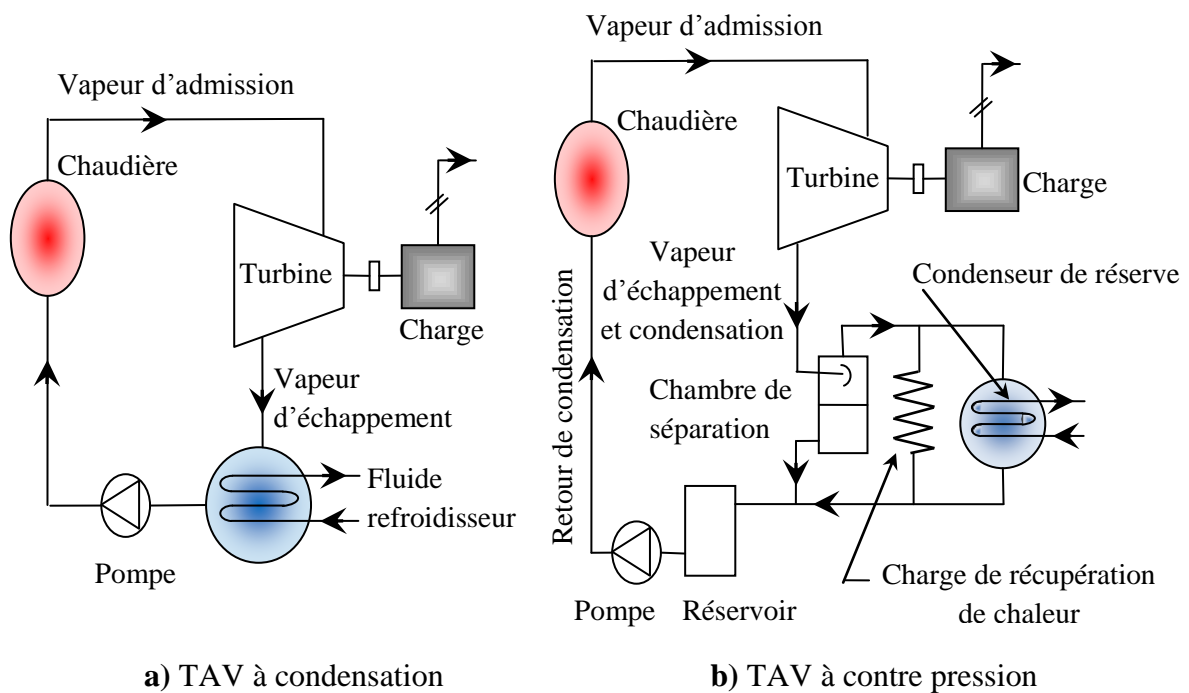 Vapeur d'admission
Chaudière
Turbine
Charge
Vapeur
d'échappement
Fluide
refroidisseur
Pompe
a) TAV à condensation
Vapeur d'admission
Chaudière
Turbine
Charge
Vapeur
d'échappement
et condensation
Condenseur de réserve
Retour de condensation
Chambre de
séparation
Pompe
Réservoir
Charge de récupération
de chaleur
b) TAV à contre pression